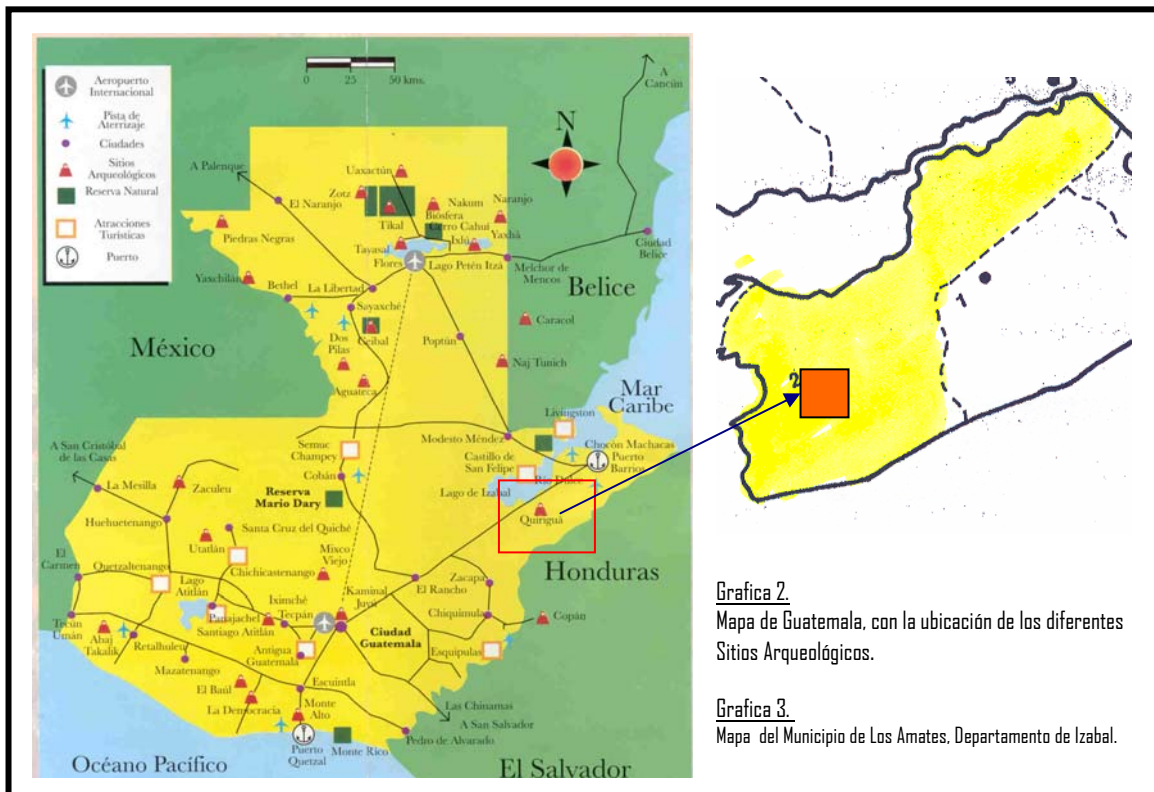 Aeropuerto
Internacional
Pista de
Aterrizaje
Ciudades
Sitios
Arqueológicos
Reserva Natural
Atracciones
Turísticas
Puerto
0 25 50 kms.
N
A
Cancún
A Palenque
Uaxactún
Zotz
El Naranjo
Tikal
Nakum
Naranjo
Biósfera
Cerro Cahuí
Ixlú
Yaxhá
Piedras Negras
Tayasal
Flores
Lago Petén Itzá
Ciudad
Belice
Melchor de
Mencos
Yaxchilán
Bethel
La Libertad
Belice
Sayaxché
Dos
Pilas
Ceibal
Caracol
México
Poptún
Naj Tunich
Aguateca
Mar
Caribe
Livingston
Modesto Méndez
Chocón Machacas
Puerto
Barrios
Castillo de
San Felipe
Río Dulce
Lago de Izabal
Quiriguá
A San Cristóbal
de las Casas
Semuc
Champey
Cobán
La Mesilla
Zaculeu
Reserva
Mario Dary
Huehuetenango
Santa Cruz del Quiché
Utatlán
Mixco
Viejo
El
Carmen
Quetzaltenango
Chichicastenango
Lago
Atitlán
Iximché
Tecpán
Kaminal
Juyú
El Rancho
Zacapa
Honduras
Chiquimula
Copán
Tecún
Umán
Abaj
Takalik
Panajachel
Santiago Atitlán
Ciudad
Guatemala
Retalhuleu
Antigua
Guatemala
Esquipulas
Mazatenango
El Baúl
Escuintla
La Democracia
Monte
Alto
Las Chinamas
A San Salvador
Puerto
Quetzal
Monte Rico
Pedro de Alvarado
Océano Pacífico
El Salvador
1
2
Grafica 2.
Mapa de Guatemala, con la ubicación de los diferentes
Sitios Arqueológicos.
Grafica 3.
Mapa del Municipio de Los Amates, Departamento de Izabal.